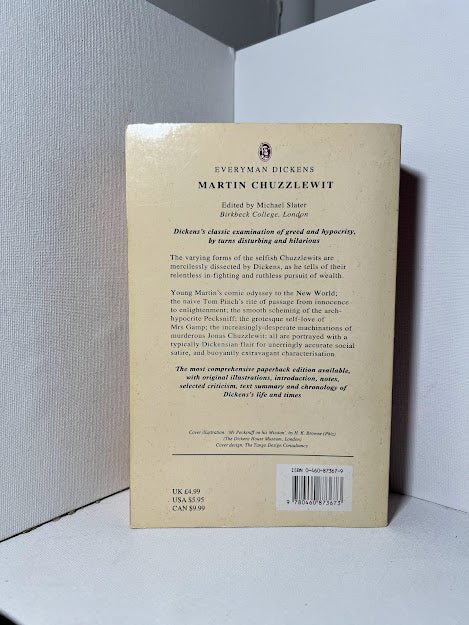 EVERYMAN DICKENS
MARTIN CHUZZLEWIT
Edited by Michael Slater
Birkbeck College, London
Dickens's classic examination of greed and hypocrisy,
by turns disturbing and hilarious
The varying forms of the selfish Chuzzlewits are
mercilessly dissected by Dickens, as he tells of their
relentless in-fighting and ruthless pursuit of wealth.
Young Martin's comic odyssey to the New World;
the naive Tom Pinch's rite of passage from innocence
to enlightenment; the smooth scheming of the arch-
hypocrite Pecksniff; the grotesque self-love of
Mrs Gamp; the increasingly-desperate machinations of
murderous Jonas Chuzzlewit; all are portrayed with a
typically Dickensian flair for unerringly accurate social
satire, and buoyantly extravagant characterisation
The most comprehensive paperback edition available,
with original illustrations, introduction, notes,
selected criticism, text summary and chronology of
Dickens's life and times
Cover illustration: 'Mr Pecksniff on his Mission', by H. K. Browne (Phiz)
(The Dickens House Museum, London)
Cover design: The Tango Design Consultancy
ISBN 0-460-87367-9
9 780460 873673
UK £4.99
USA $5.95
CAN $9.99